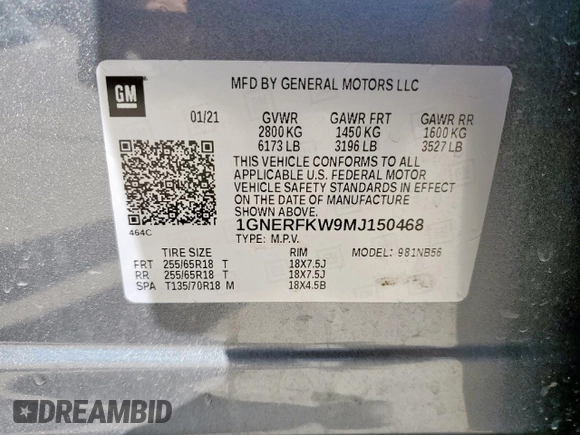 GM
MFD BY GENERAL MOTORS LLC
01/21 GVWR GAWR FRT GAWR RR
2800 KG 1450 KG 1600 KG
6173 LB 3196 LB 3527 LB
THIS VEHICLE CONFORMS TO ALL
APPLICABLE U.S. FEDERAL MOTOR
VEHICLE SAFETY STANDARDS IN EFFECT
ON THE DATE OF MANUFACTURE
SHOWN ABOVE.
464C
1GNERFKW9MJ150468
TYPE: M.P.V.
TIRE SIZE RIM MODEL: 981NB56
FRT 255/65R18 T 18X7.5J
RR 255/65R18 T 18X7.5J
SPA T135/70R18 M 18X4.5B
DREAMBID